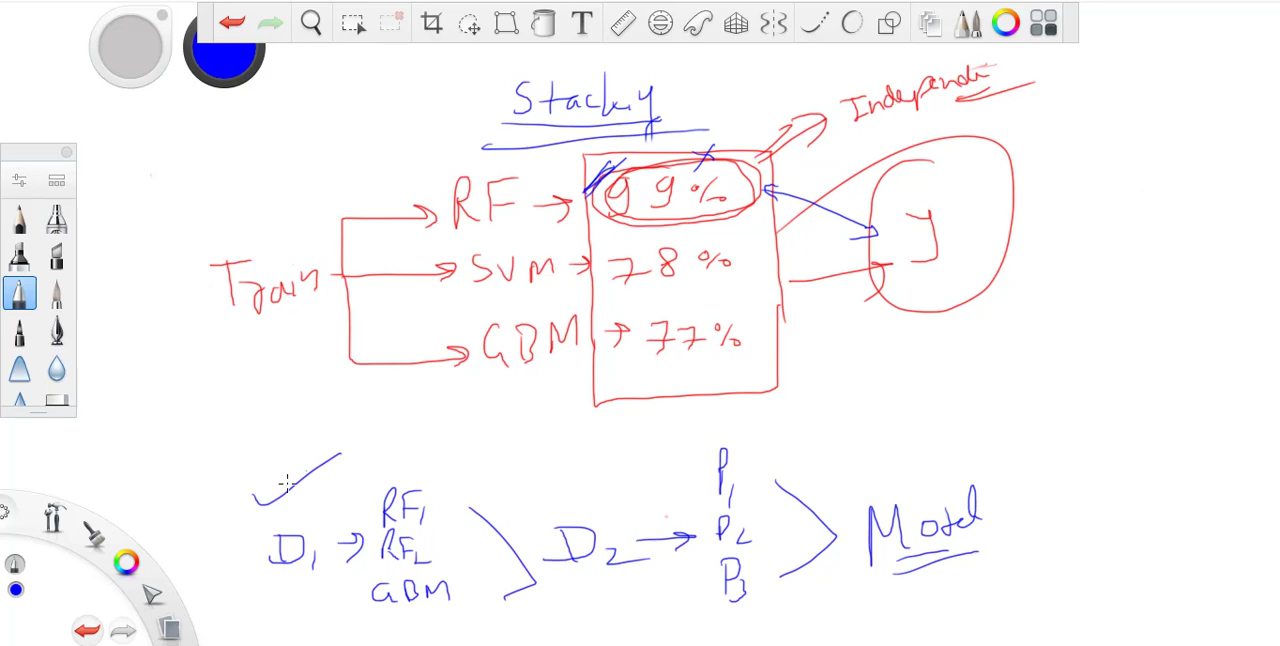 Stacking
Independent
RF → 99%
Train
SVM → 78%
y
GBM → 77%
P1
RF1
D1 → RF2
D2 → P2
Model
GBM
P3
T